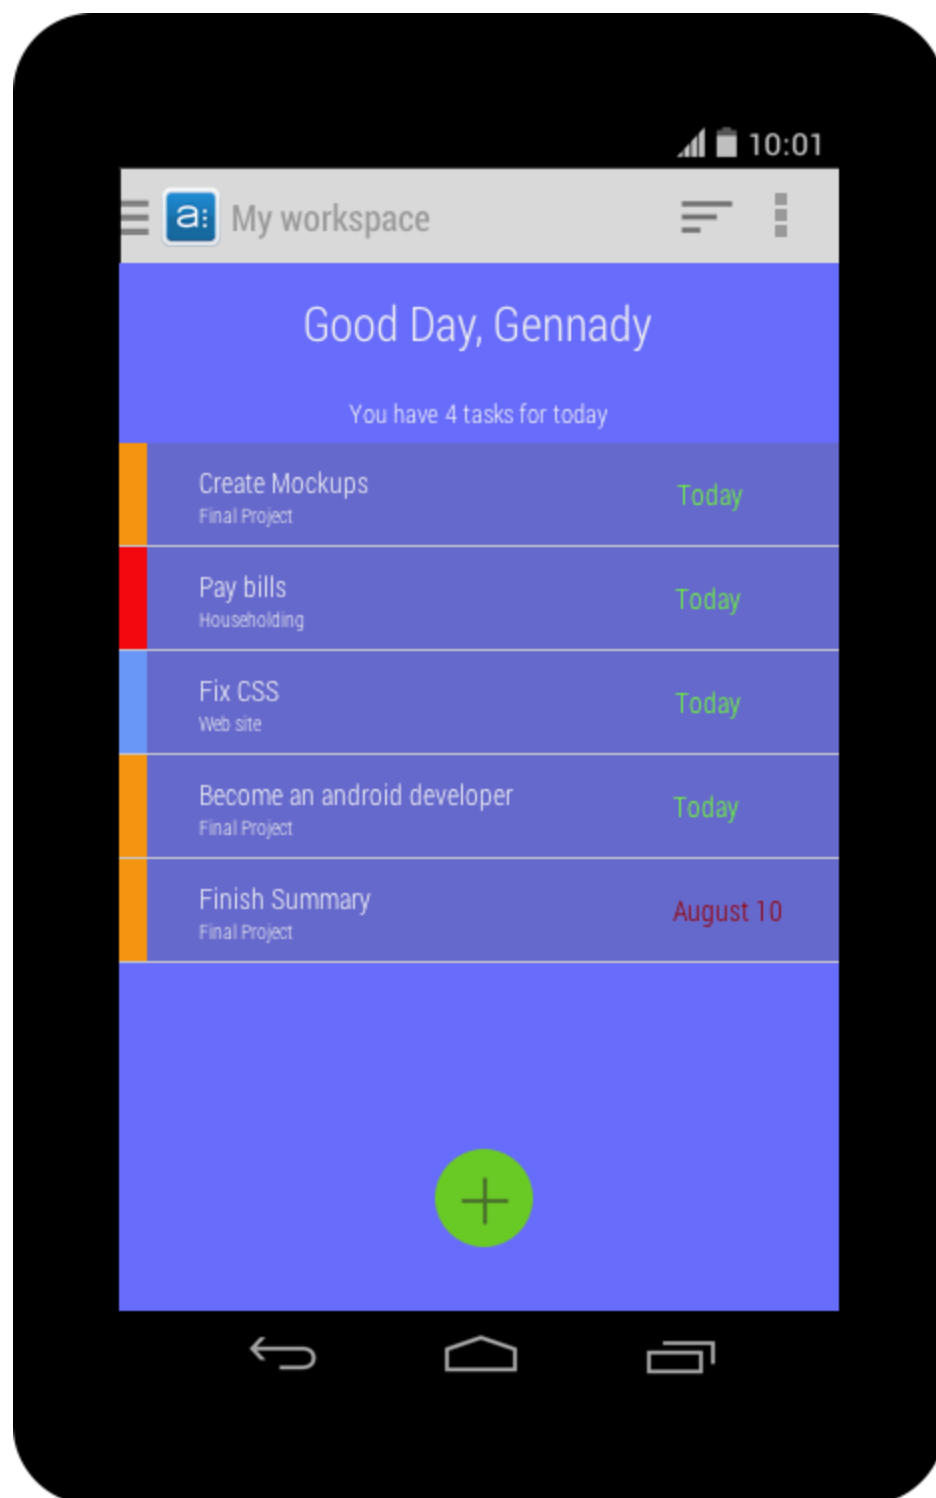 10:01
a: My workspace
Good Day, Gennady
You have 4 tasks for today
Create Mockups
Final Project
Today
Pay bills
Householding
Today
Fix CSS
Web site
Today
Become an android developer
Final Project
Today
Finish Summary
Final Project
August 10